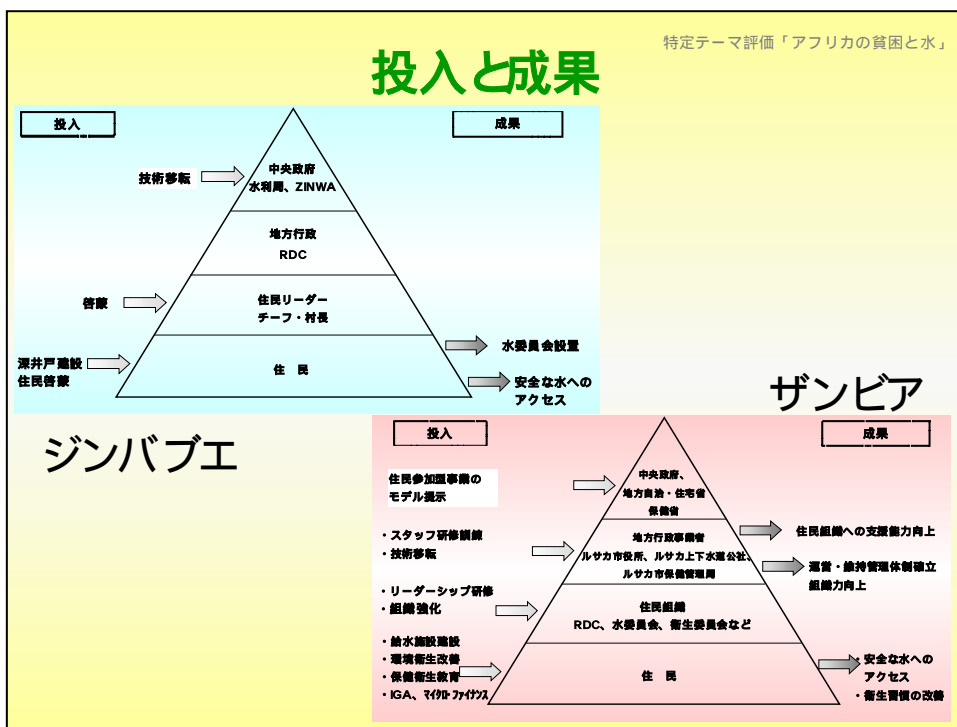 特定テーマ評価「アフリカの貧困と水」
投入と成果
投入
成果
技術移転
中央政府
水利局、ZINWA
地方行政
RDC
啓蒙
住民リーダー
チーフ・村長
水委員会設置
深井戸建設
住民啓蒙
住 民
安全な水への
アクセス
ジンバブエ
ザンビア
投入
成果
住民参加型事業の
モデル提示
中央政府、
地方自治・住宅省
保健省
・スタッフ研修訓練
・技術移転
地方行政事業者
ルサカ市役所、ルサカ上下水道公社、
ルサカ市保健管理局
住民組織への支援能力向上
運営・維持管理体制確立
組織力向上
・リーダーシップ研修
・組織強化
住民組織
RDC、水委員会、衛生委員会など
・給水施設建設
・環境衛生改善
・保健衛生教育
・IGA、マイクロ・ファイナンス
住 民
・安全な水への
アクセス
・衛生習慣の改善